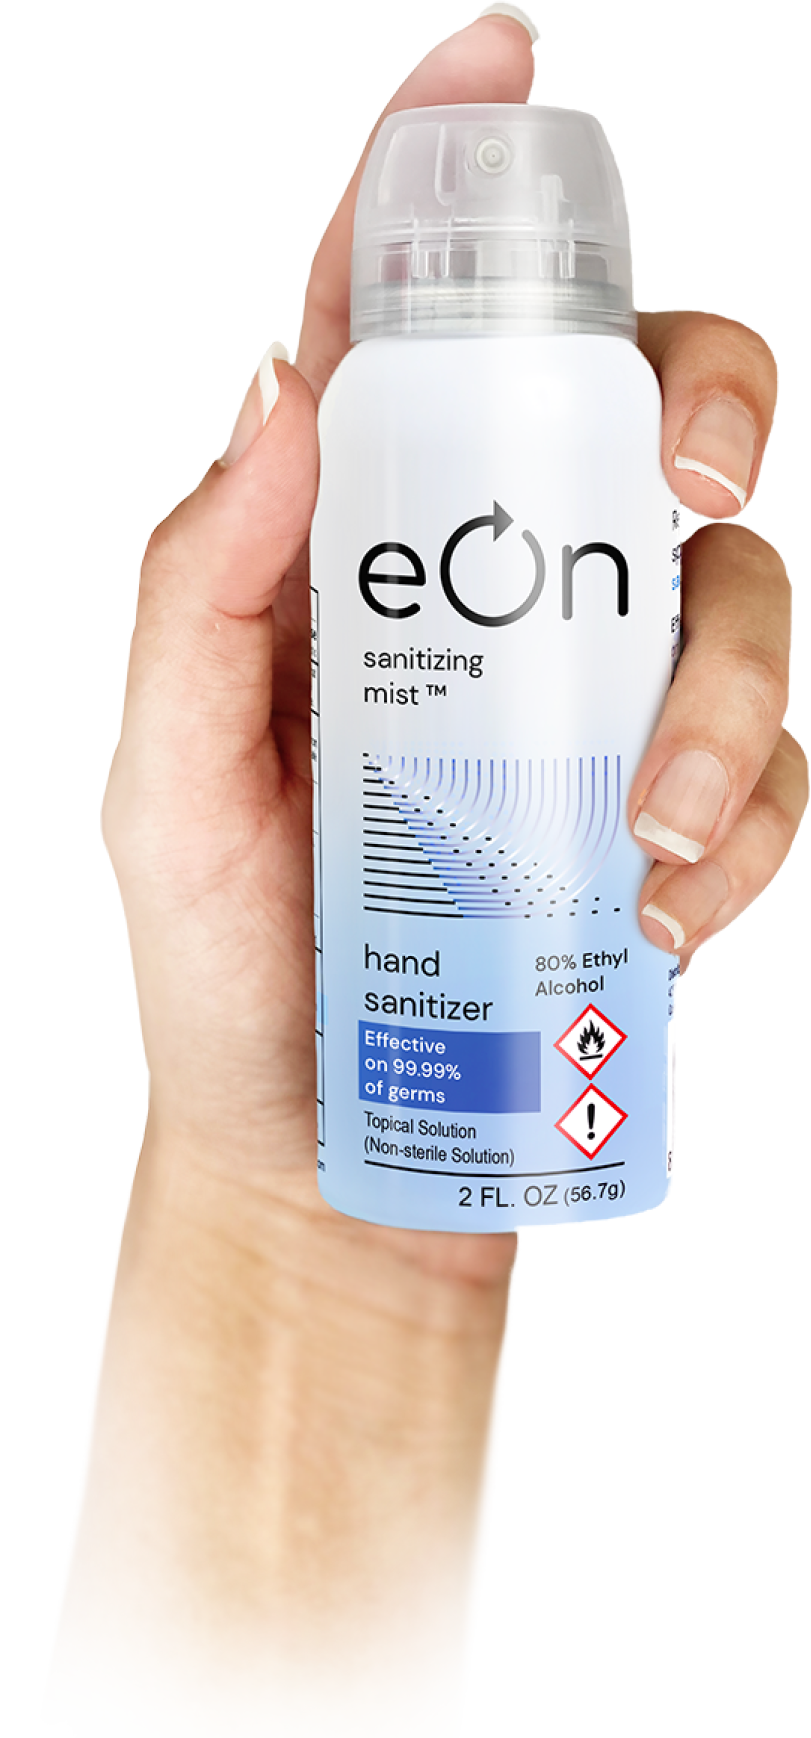 eOn
sanitizing
mist ™
hand
sanitizer
80% Ethyl
Alcohol
Effective
on 99.99%
of germs
Topical Solution
(Non-sterile Solution)
2 FL. OZ (56.7g)